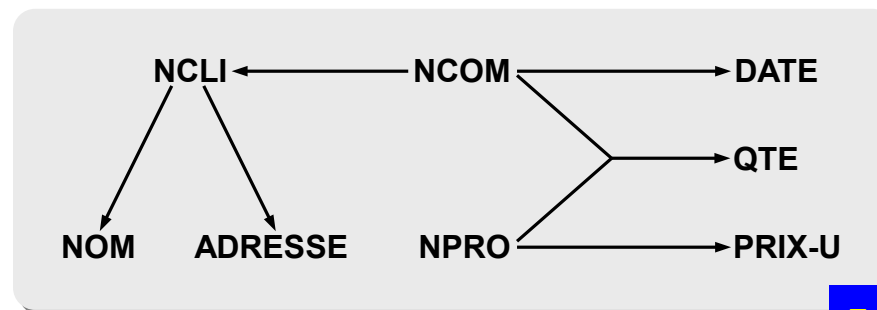 NCLI NCOM DATE
QTE
NOM ADRESSE NPRO PRIX-U